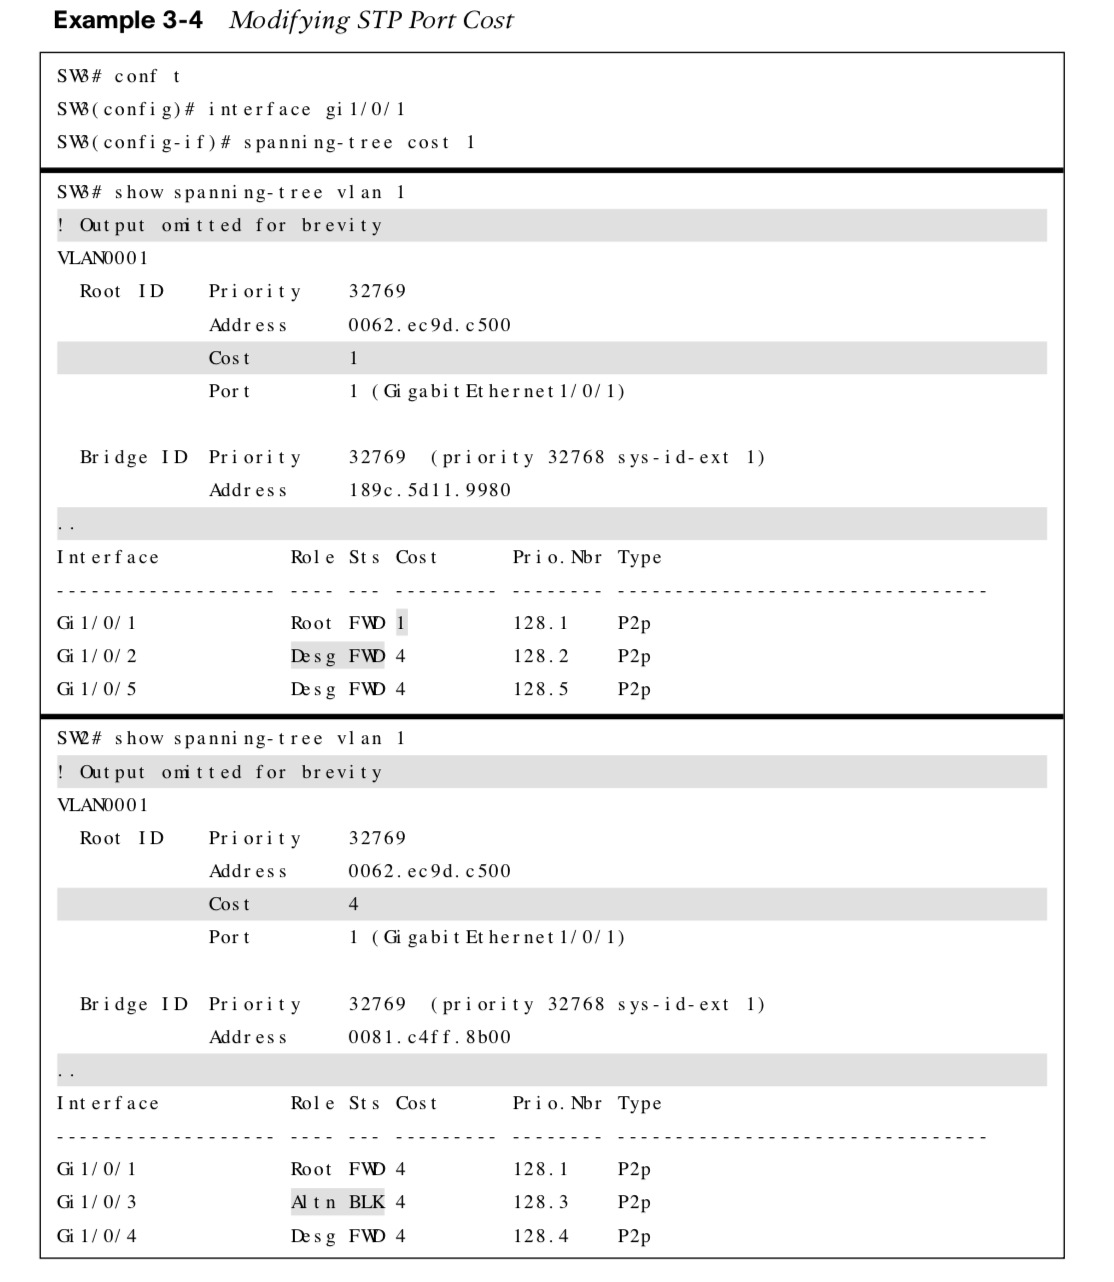 Example 3-4 Modifying STP Port Cost
SW3# conf t
SW3(config)# interface gi1/0/1
SW3(config-if)# spanning-tree cost 1
SW3# show spanning-tree vlan 1
! Output omitted for brevity
VLAN0001
Root ID Priority 32769
Address 0062.ec9d.c500
Cost 1
Port 1 (GigabitEthernet1/0/1)
Bridge ID Priority 32769 (priority 32768 sys-id-ext 1)
Address 189c.5d11.9980
..
Interface Role Sts Cost Prio.Nbr Type
------------------- ---- --- --------- -------- --------------------------------
Gi1/0/1 Root FWD 1 128.1 P2p
Gi1/0/2 Desg FWD 4 128.2 P2p
Gi1/0/5 Desg FWD 4 128.5 P2p
SW2# show spanning-tree vlan 1
! Output omitted for brevity
VLAN0001
Root ID Priority 32769
Address 0062.ec9d.c500
Cost 4
Port 1 (GigabitEthernet1/0/1)
Bridge ID Priority 32769 (priority 32768 sys-id-ext 1)
Address 0081.c4ff.8b00
..
Interface Role Sts Cost Prio.Nbr Type
------------------- ---- --- --------- -------- --------------------------------
Gi1/0/1 Root FWD 4 128.1 P2p
Gi1/0/3 Altn BLK 4 128.3 P2p
Gi1/0/4 Desg FWD 4 128.4 P2p